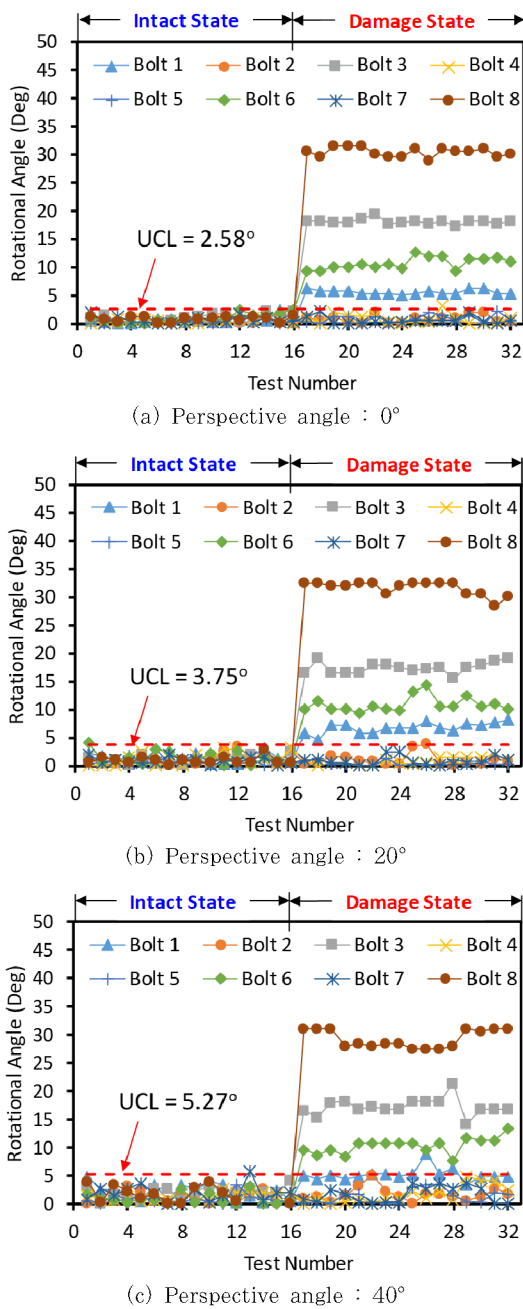 Intact State Damage State
50
45
40
35
30
25
20
15
10
5
0
Rotational Angle (Deg)
Bolt 1 Bolt 2 Bolt 3 Bolt 4
Bolt 5 Bolt 6 Bolt 7 Bolt 8
UCL = 2.58°
0 4 8 12 16 20 24 28 32
Test Number
(a) Perspective angle : 0°
Intact State Damage State
50
45
40
35
30
25
20
15
10
5
0
Rotational Angle (Deg)
Bolt 1 Bolt 2 Bolt 3 Bolt 4
Bolt 5 Bolt 6 Bolt 7 Bolt 8
UCL = 3.75°
0 4 8 12 16 20 24 28 32
Test Number
(b) Perspective angle : 20°
Intact State Damage State
50
45
40
35
30
25
20
15
10
5
0
Rotational Angle (Deg)
Bolt 1 Bolt 2 Bolt 3 Bolt 4
Bolt 5 Bolt 6 Bolt 7 Bolt 8
UCL = 5.27°
0 4 8 12 16 20 24 28 32
Test Number
(c) Perspective angle : 40°